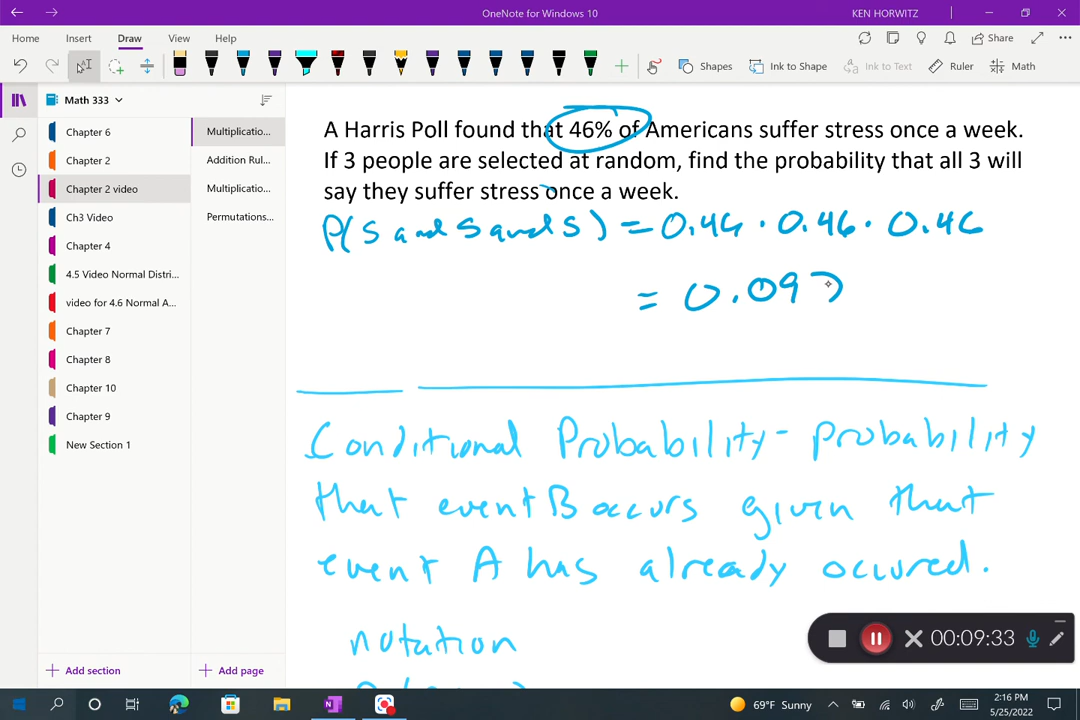 OneNote for Windows 10
KEN HORWITZ
Home Insert Draw View Help
Share
Shapes Ink to Shape Ink to Text Ruler Math
Math 333
Chapter 6
Chapter 2
Chapter 2 video
Ch3 Video
Chapter 4
4.5 Video Normal Distri...
video for 4.6 Normal A...
Chapter 7
Chapter 8
Chapter 10
Chapter 9
New Section 1
Add section
Multiplicatio...
Addition Rul...
Multiplicatio...
Permutations...
Add page
A Harris Poll found that 46% of Americans suffer stress once a week.
If 3 people are selected at random, find the probability that all 3 will
say they suffer stress once a week.
P(S and S and S) = 0.46 · 0.46 · 0.46
= 0.097
Conditional Probability - probability
that event B occurs given that
event A has already occured.
notation
00:09:33
69°F Sunny
2:16 PM
5/25/2022